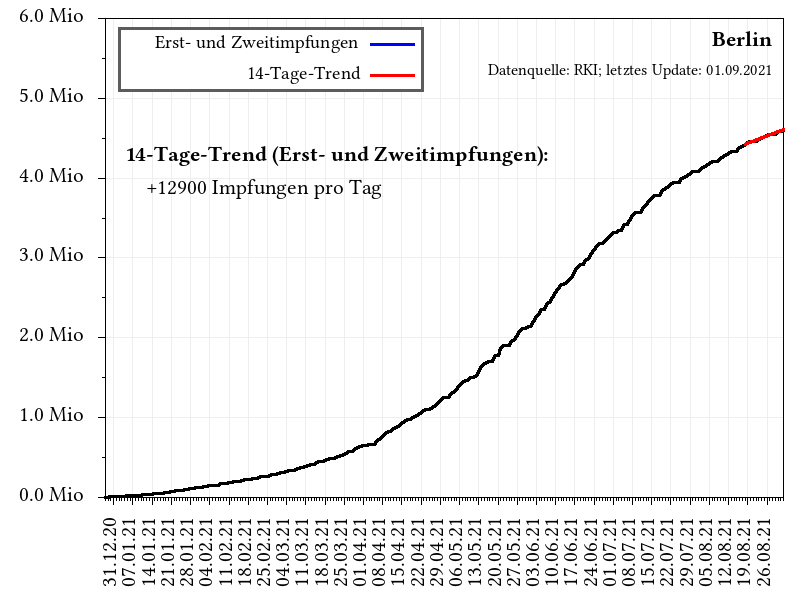 6.0 Mio
5.0 Mio
4.0 Mio
3.0 Mio
2.0 Mio
1.0 Mio
0.0 Mio
Erst- und Zweitimpfungen
14-Tage-Trend
Berlin
Datenquelle: RKI; letztes Update: 01.09.2021
14-Tage-Trend (Erst- und Zweitimpfungen):
+12900 Impfungen pro Tag
31.12.20
07.01.21
14.01.21
21.01.21
28.01.21
04.02.21
11.02.21
18.02.21
25.02.21
04.03.21
11.03.21
18.03.21
25.03.21
01.04.21
08.04.21
15.04.21
22.04.21
29.04.21
06.05.21
13.05.21
20.05.21
27.05.21
03.06.21
10.06.21
17.06.21
24.06.21
01.07.21
08.07.21
15.07.21
22.07.21
29.07.21
05.08.21
12.08.21
19.08.21
26.08.21